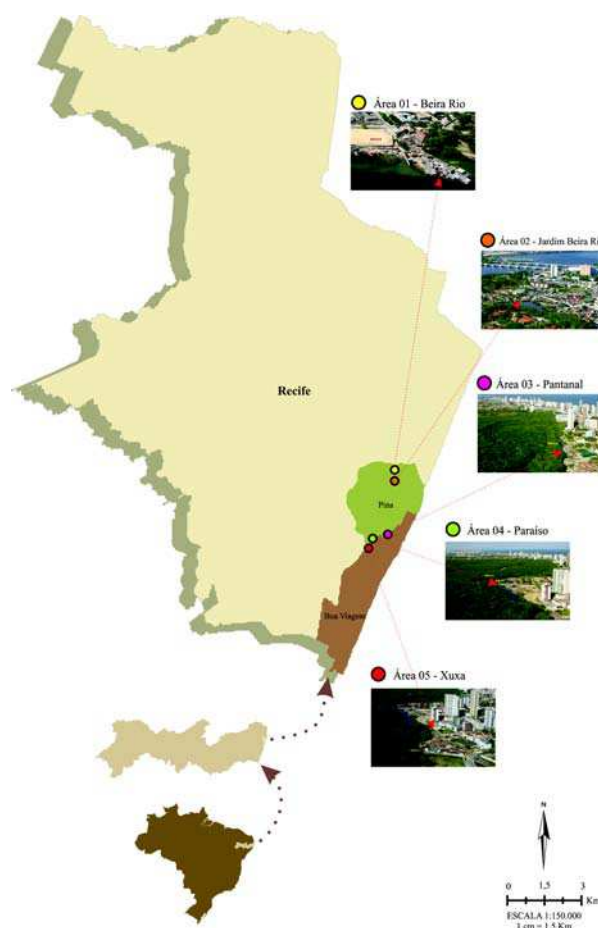 Área 01 - Beira Rio
Área 02 - Jardim Beira Ri
Área 03 - Pantanal
Recife
Pina
Área 04 - Paraíso
Boa Viagem
Área 05 - Xuxa
N
0 1,5 3
Km
ESCALA 1:150.000
1 cm = 1,5 Km